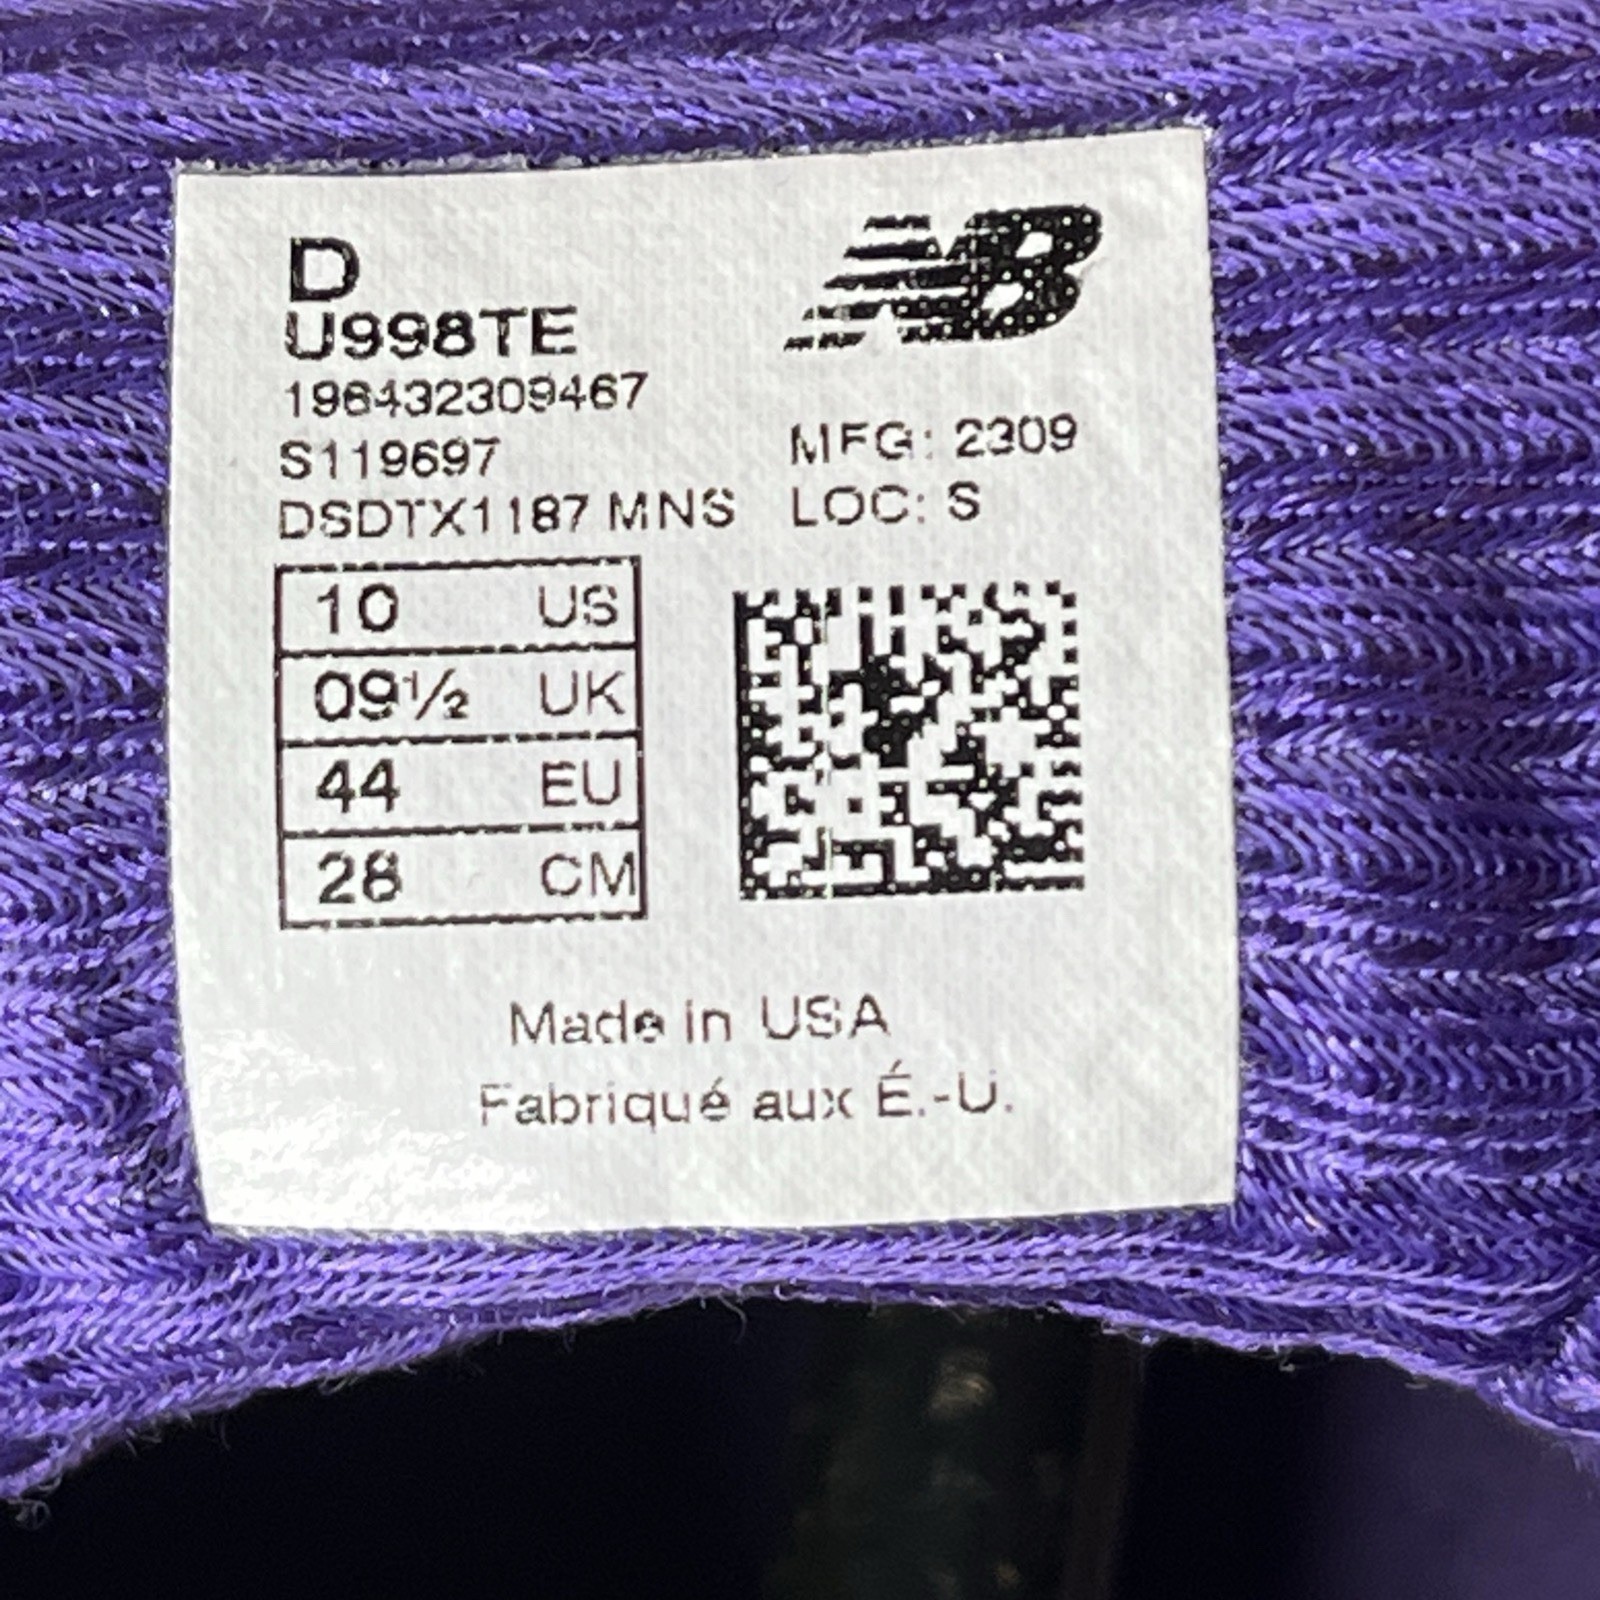 D
NB
U998TE
196432309467
S119697
MFG: 2309
DSDTX1187 MNS
LOC: S
10 US
09½ UK
44 EU
28 CM
Made in USA
Fabriqué aux É.-U.